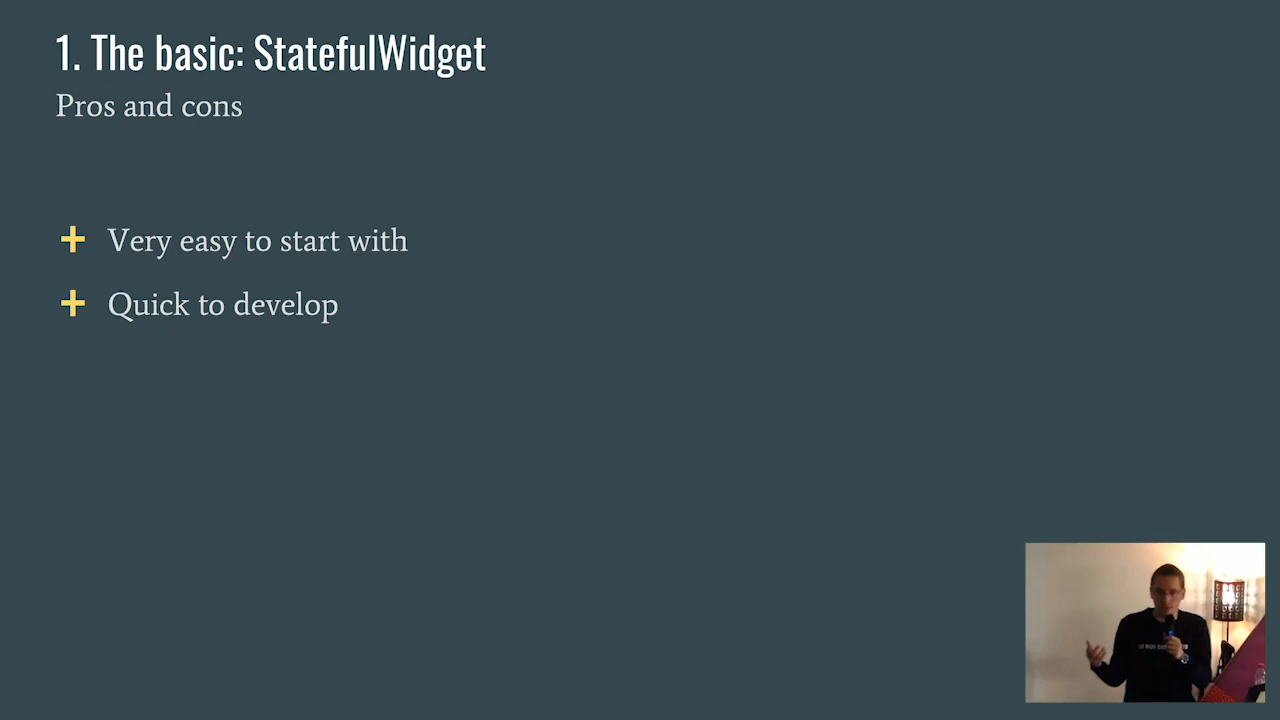 1. The basic: StatefulWidget
Pros and cons
+ Very easy to start with
+ Quick to develop